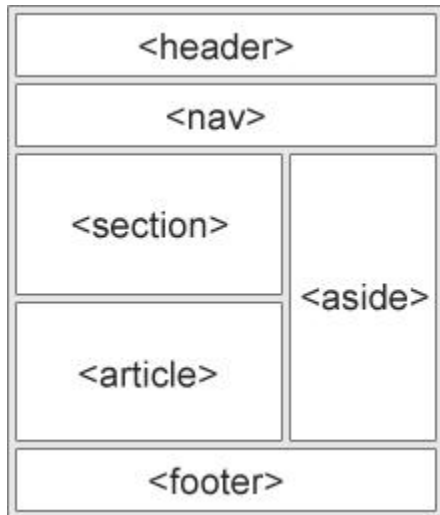 <header>
<nav>
<section>
<aside>
<article>
<footer>